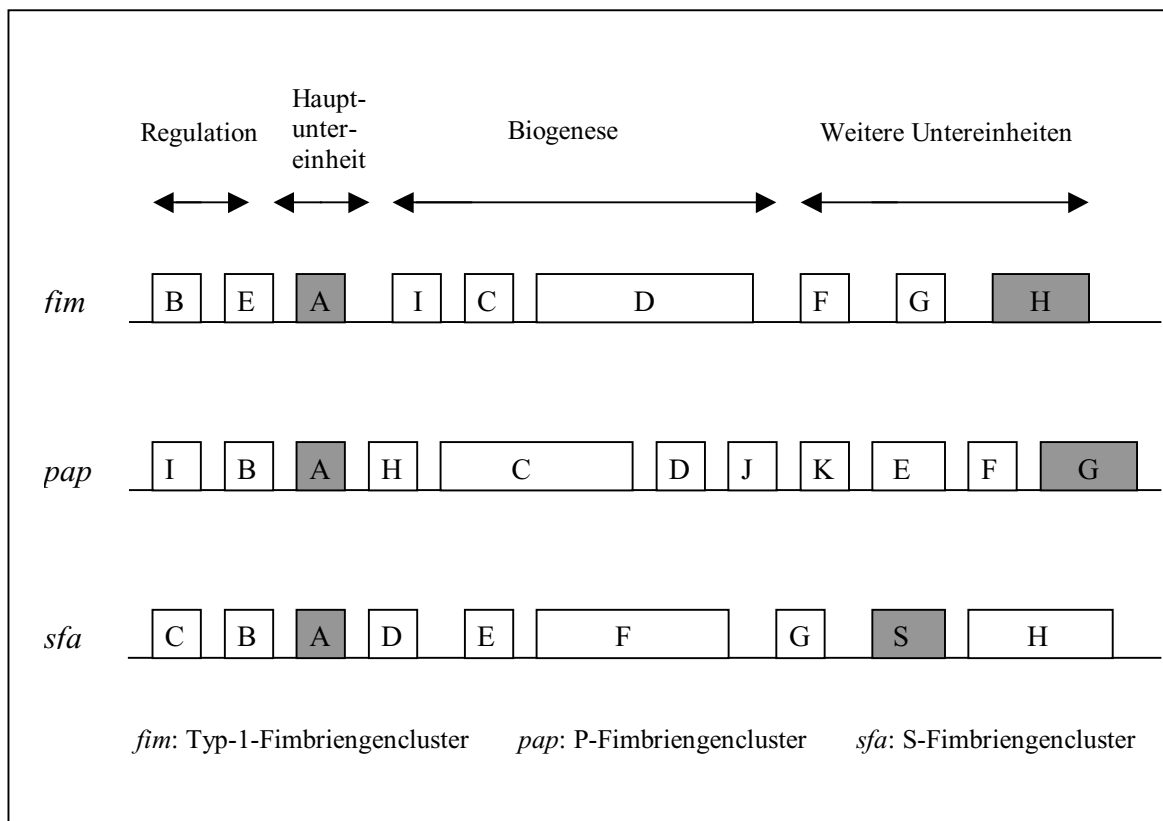 Haupt-
unter-
einheit
Regulation
Biogenese
Weitere Untereinheiten
fim B E A I C D F G H
pap I B A H C D J K E F G
sfa C B A D E F G S H
fim: Typ-1-Fimbriengencluster pap: P-Fimbriengencluster sfa: S-Fimbriengencluster